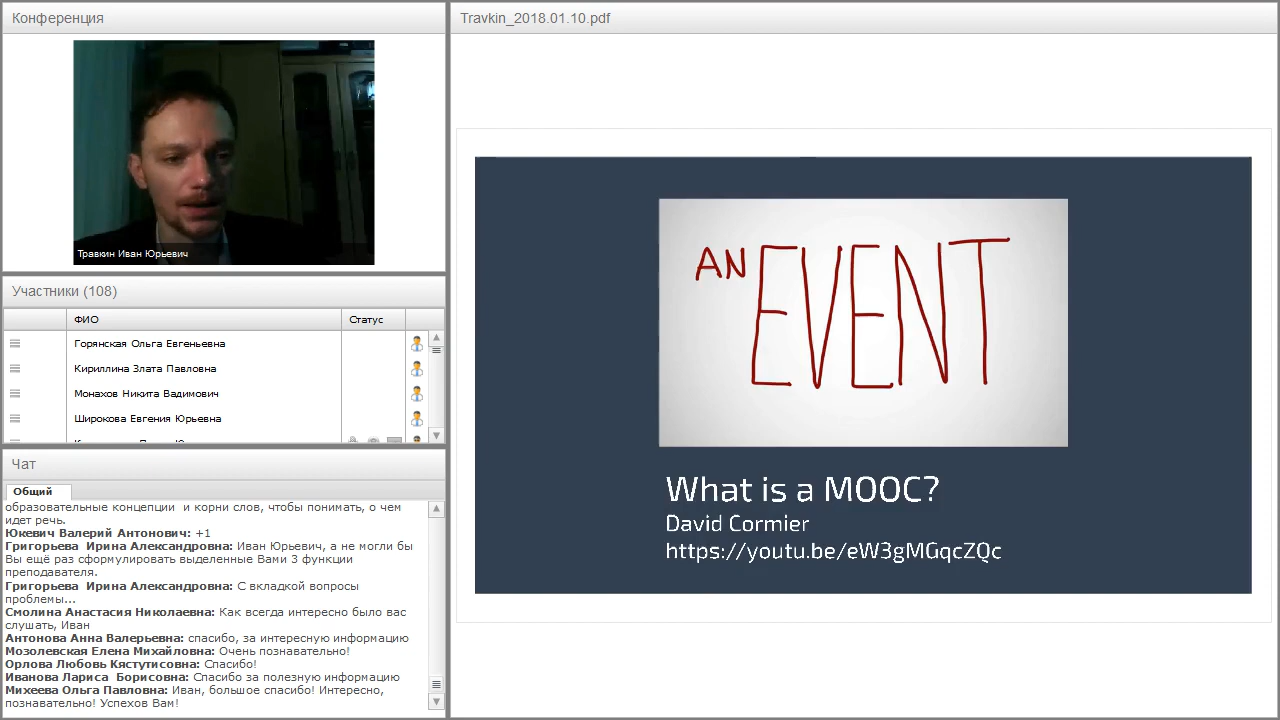 Конференция
Травкин Иван Юрьевич
Участники (108)
ФИО
Статус
Горянская Ольга Евгеньевна
Кириллина Злата Павловна
Монахов Никита Вадимович
Широкова Евгения Юрьевна
Чат
Общий
образовательные концепции и корни слов, чтобы понимать, о чем
идет речь.
Юкевич Валерий Антонович: +1
Григорьева Ирина Александровна: Иван Юрьевич, а не могли бы
Вы ещё раз сформулировать выделенные Вами 3 функции
преподавателя.
Григорьева Ирина Александровна: С вкладкой вопросы
проблемы...
Смолина Анастасия Николаевна: Как всегда интересно было вас
слушать, Иван
Антонова Анна Валерьевна: спасибо, за интересную информацию
Мозолевская Елена Михайловна: Очень познавательно!
Орлова Любовь Кястутисовна: Спасибо!
Иванова Лариса Борисовна: Спасибо за полезную информацию
Михеева Ольга Павловна: Иван, большое спасибо! Интересно,
познавательно! Успехов Вам!
Travkin_2018.01.10.pdf
AN EVENT
What is a MOOC?
David Cormier
https://youtu.be/eW3gMGqcZQc